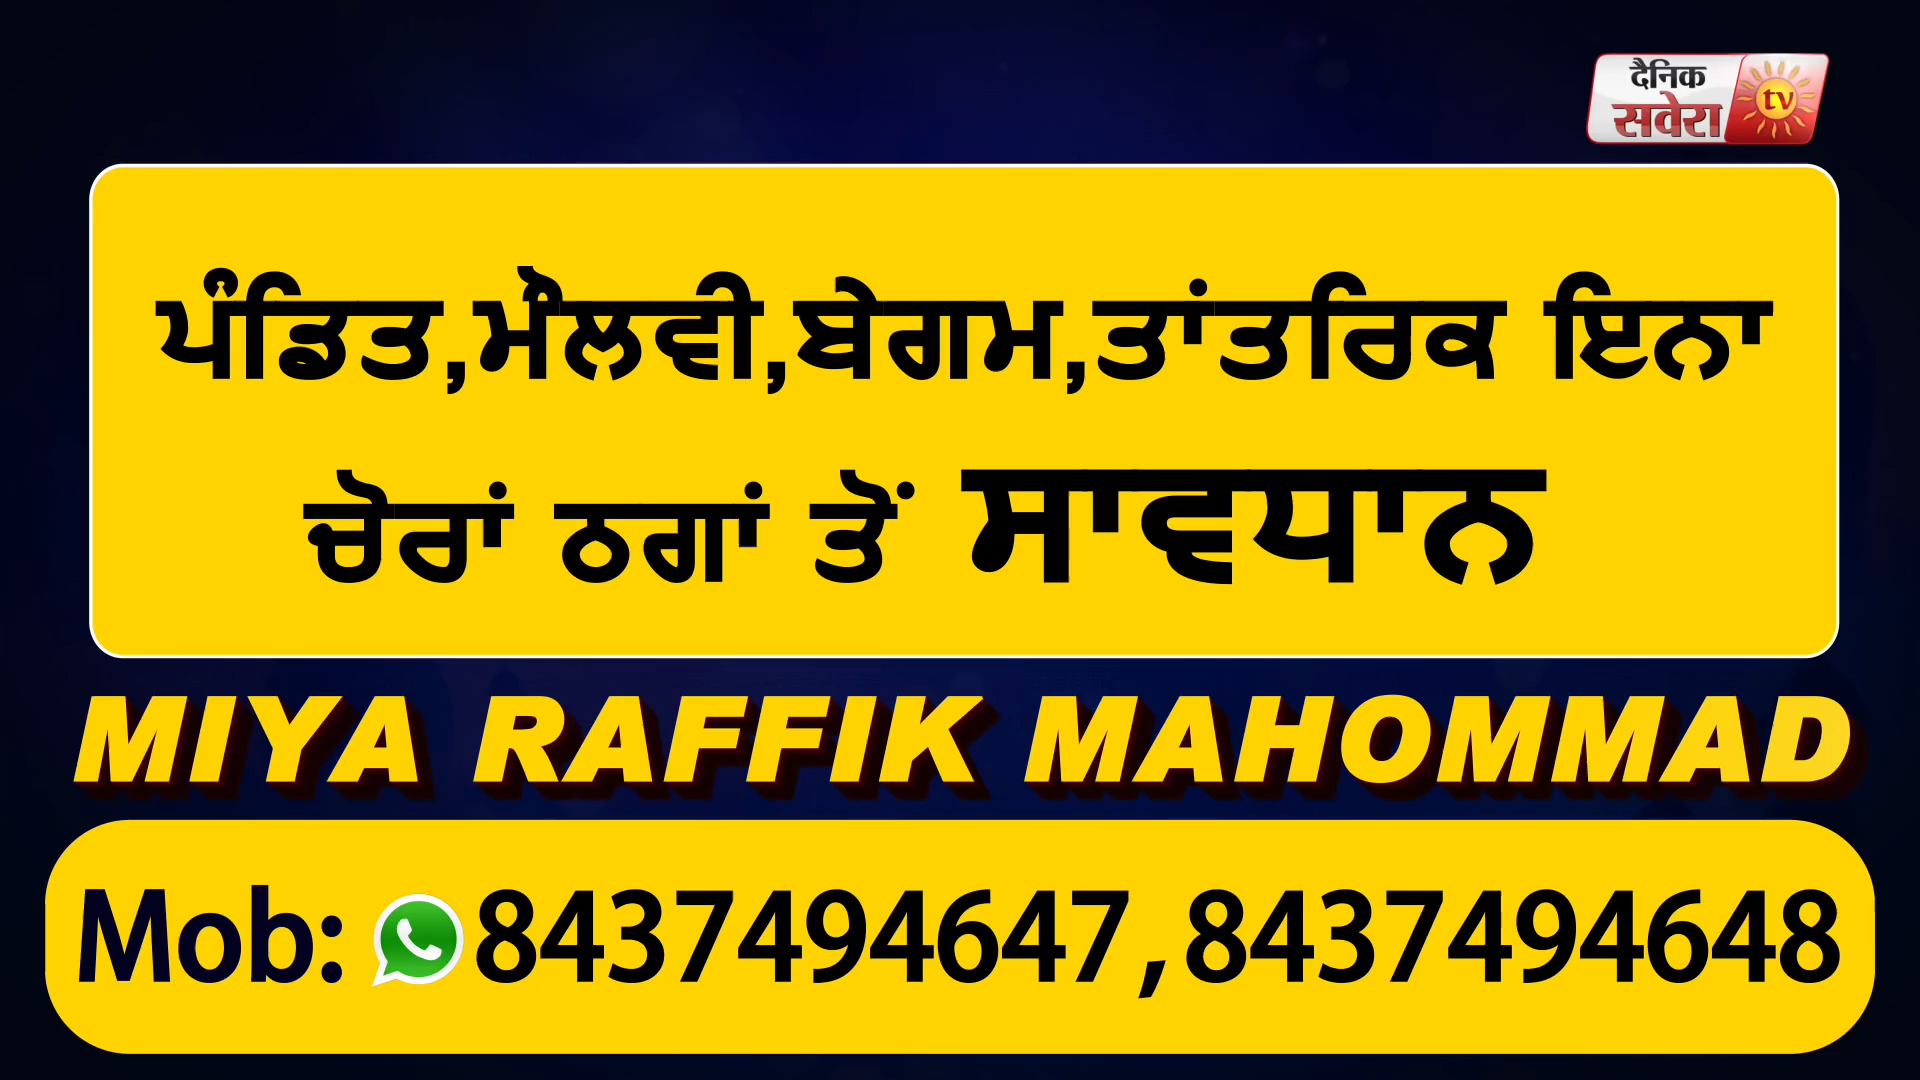 दैनिक
सवेरा tv
ਪੰਡਿਤ,ਮੌਲਵੀ,ਬੇਗਮ,ਤਾਂਤਰਿਕ ਇਨਾ
ਚੋਰਾਂ ਠਗਾਂ ਤੋਂ ਸਾਵਧਾਨ
MIYA RAFFIK MAHOMMAD
Mob: 8437494647,8437494648